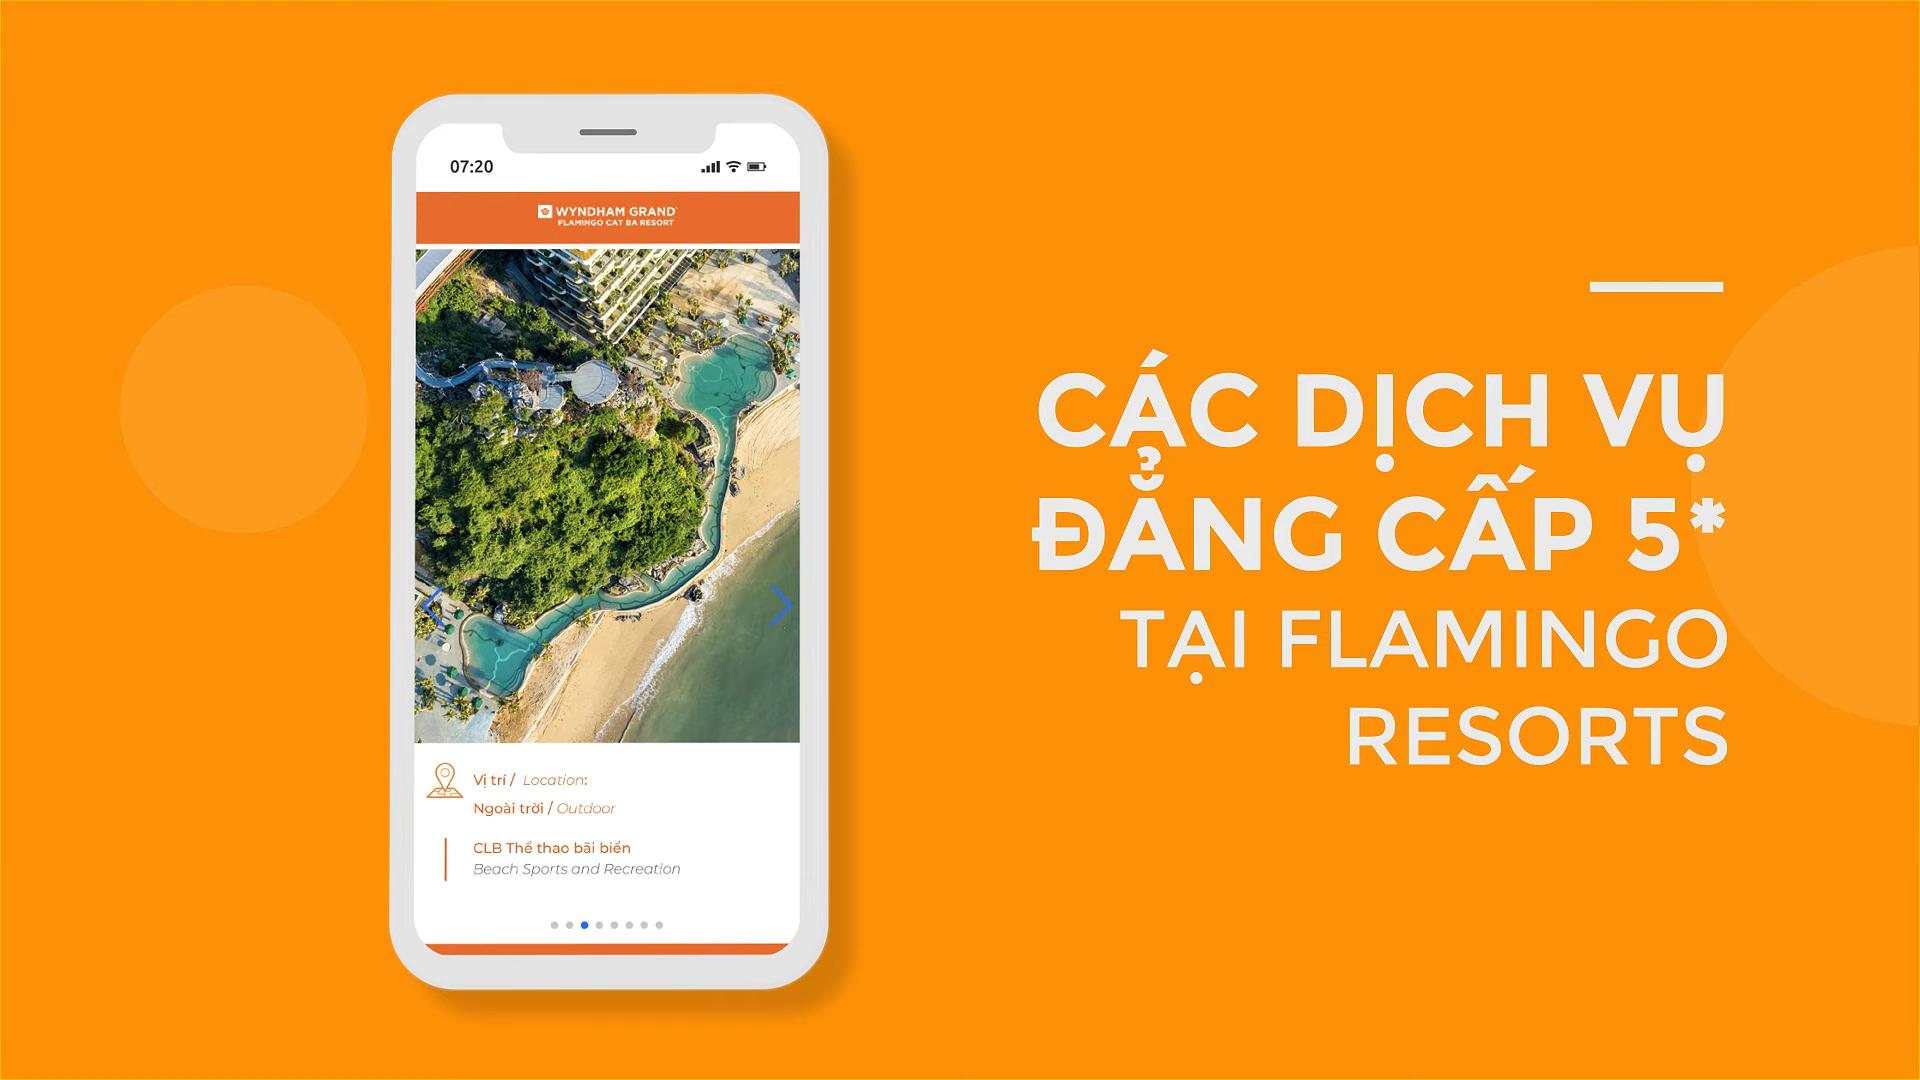 07:20
WYNDHAM GRAND
FLAMINGO CAT BA RESORT
Vị trí / Location:
Ngoài trời / Outdoor
CLB Thể thao bãi biển
Beach Sports and Recreation
CÁC DỊCH VỤ
ĐẲNG CẤP 5*
TẠI FLAMINGO
RESORTS